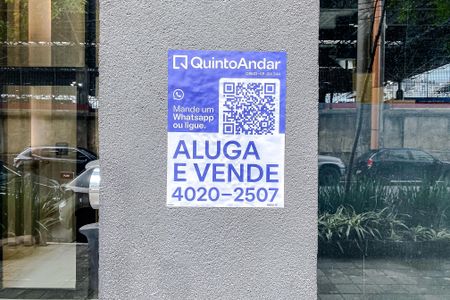 QuintoAndar
Mande um
Whatsapp
ou ligue.
ALUGA
E VENDE
4020-2507